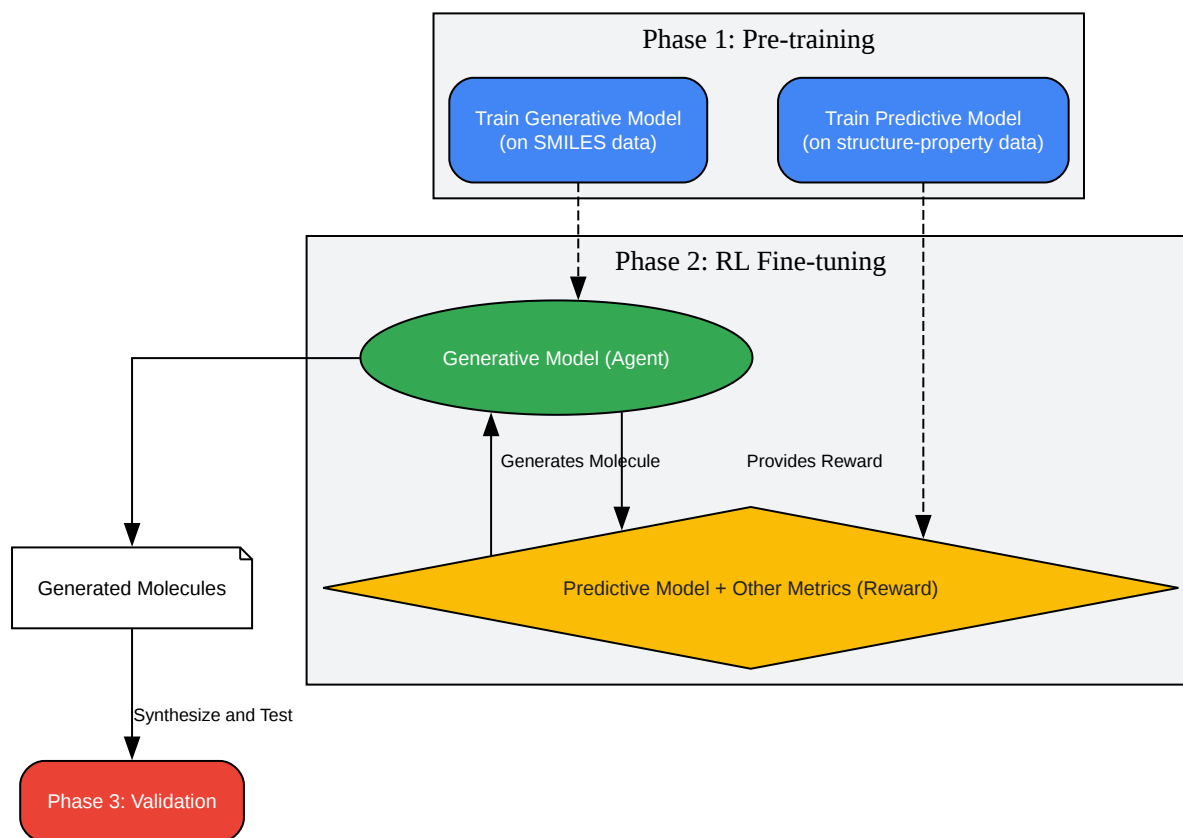 Phase 1: Pre-training
Train Generative Model
(on SMILES data)
Train Predictive Model
(on structure-property data)
Phase 2: RL Fine-tuning
Generative Model (Agent)
Generates Molecule
Provides Reward
Predictive Model + Other Metrics (Reward)
Generated Molecules
Synthesize and Test
Phase 3: Validation